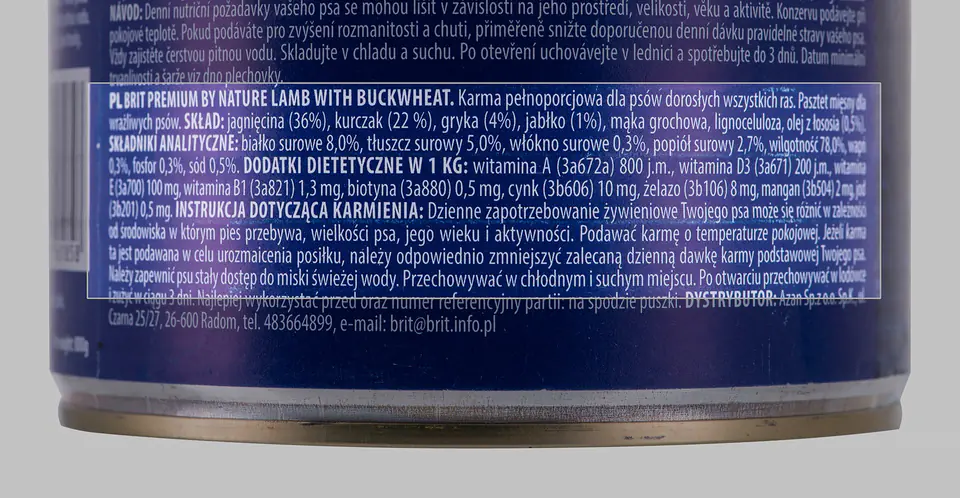 NÁVOD: Denní nutriční požadavky vašeho psa se mohou lišit v závislosti na jeho prostředí, velikosti, věku a aktivitě. Konzervu podávejte při
pokojové teplotě. Pokud podáváte pro zvýšení rozmanitosti a chuti, přiměřeně snižte doporučenou denní dávku pravidelné stravy vašeho psa.
Vždy zajistěte čerstvou pitnou vodu. Skladujte v chladu a suchu. Po otevření uchovávejte v lednici a spotřebujte do 3 dnů. Datum minimální
trvanlivosti a šarže viz dno plechovky.
PL BRIT PREMIUM BY NATURE LAMB WITH BUCKWHEAT. Karma pełnoporcjowa dla psów dorosłych wszystkich ras. Pasztet mięsny dla
wrażliwych psów. SKŁAD: jagnięcina (36%), kurczak (22 %), gryka (4%), jabłko (1%), mąka grochowa, lignoceluloza, olej z łososia (0,5%).
SKŁADNIKI ANALITYCZNE: białko surowe 8,0%, tłuszcz surowy 5,0%, włókno surowe 0,3%, popiół surowy 2,7%, wilgotność 78,0%, wapń
0,3%, fosfor 0,3%, sód 0,5%. DODATKI DIETETYCZNE W 1 KG: witamina A (3a672a) 800 j.m., witamina D3 (3a671) 200 j.m., witamina
E (3a700) 100 mg, witamina B1 (3a821) 1,3 mg, biotyna (3a880) 0,5 mg, cynk (3b606) 10 mg, żelazo (3b106) 8 mg, mangan (3b504) 2 mg, jod
(3b201) 0,5 mg. INSTRUKCJA DOTYCZĄCA KARMIENIA: Dzienne zapotrzebowanie żywieniowe Twojego psa może się różnić w zależności
od środowiska w którym pies przebywa, wielkości psa, jego wieku i aktywności. Podawać karmę o temperaturze pokojowej. Jeżeli karma
ta jest podawana w celu urozmaicenia posiłku, należy odpowiednio zmniejszyć zalecaną dzienną dawkę karmy podstawowej Twojego psa.
Należy zapewnić psu stały dostęp do miski świeżej wody. Przechowywać w chłodnym i suchym miejscu. Po otwarciu przechowywać w lodówce
i zużyć w ciągu 3 dni. Najlepiej wykorzystać przed oraz numer referencyjny partii: na spodzie puszki. DYSTRYBUTOR: Azan Sp.z o.o. Sp.K., ul.
Czarna 25/27, 26-600 Radom, tel. 483664899, e-mail: brit@brit.info.pl